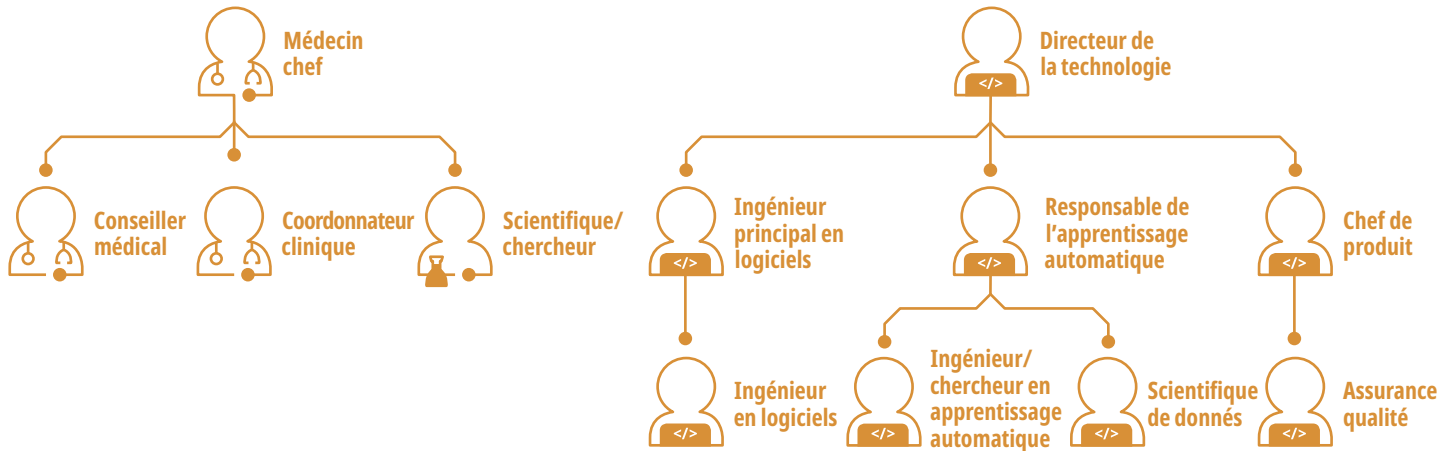 Médecin
chef
Directeur de
la technologie
Conseiller
médical
Coordonnateur
clinique
Scientifique/
chercheur
Ingénieur
principal en
logiciels
Responsable de
l’apprentissage
automatique
Chef de
produit
Ingénieur
en logiciels
Ingénieur/
chercheur en
apprentissage
automatique
Scientifique
de donnés
Assurance
qualité
</>
</>
</>
</>
</>
</>
</>
</>